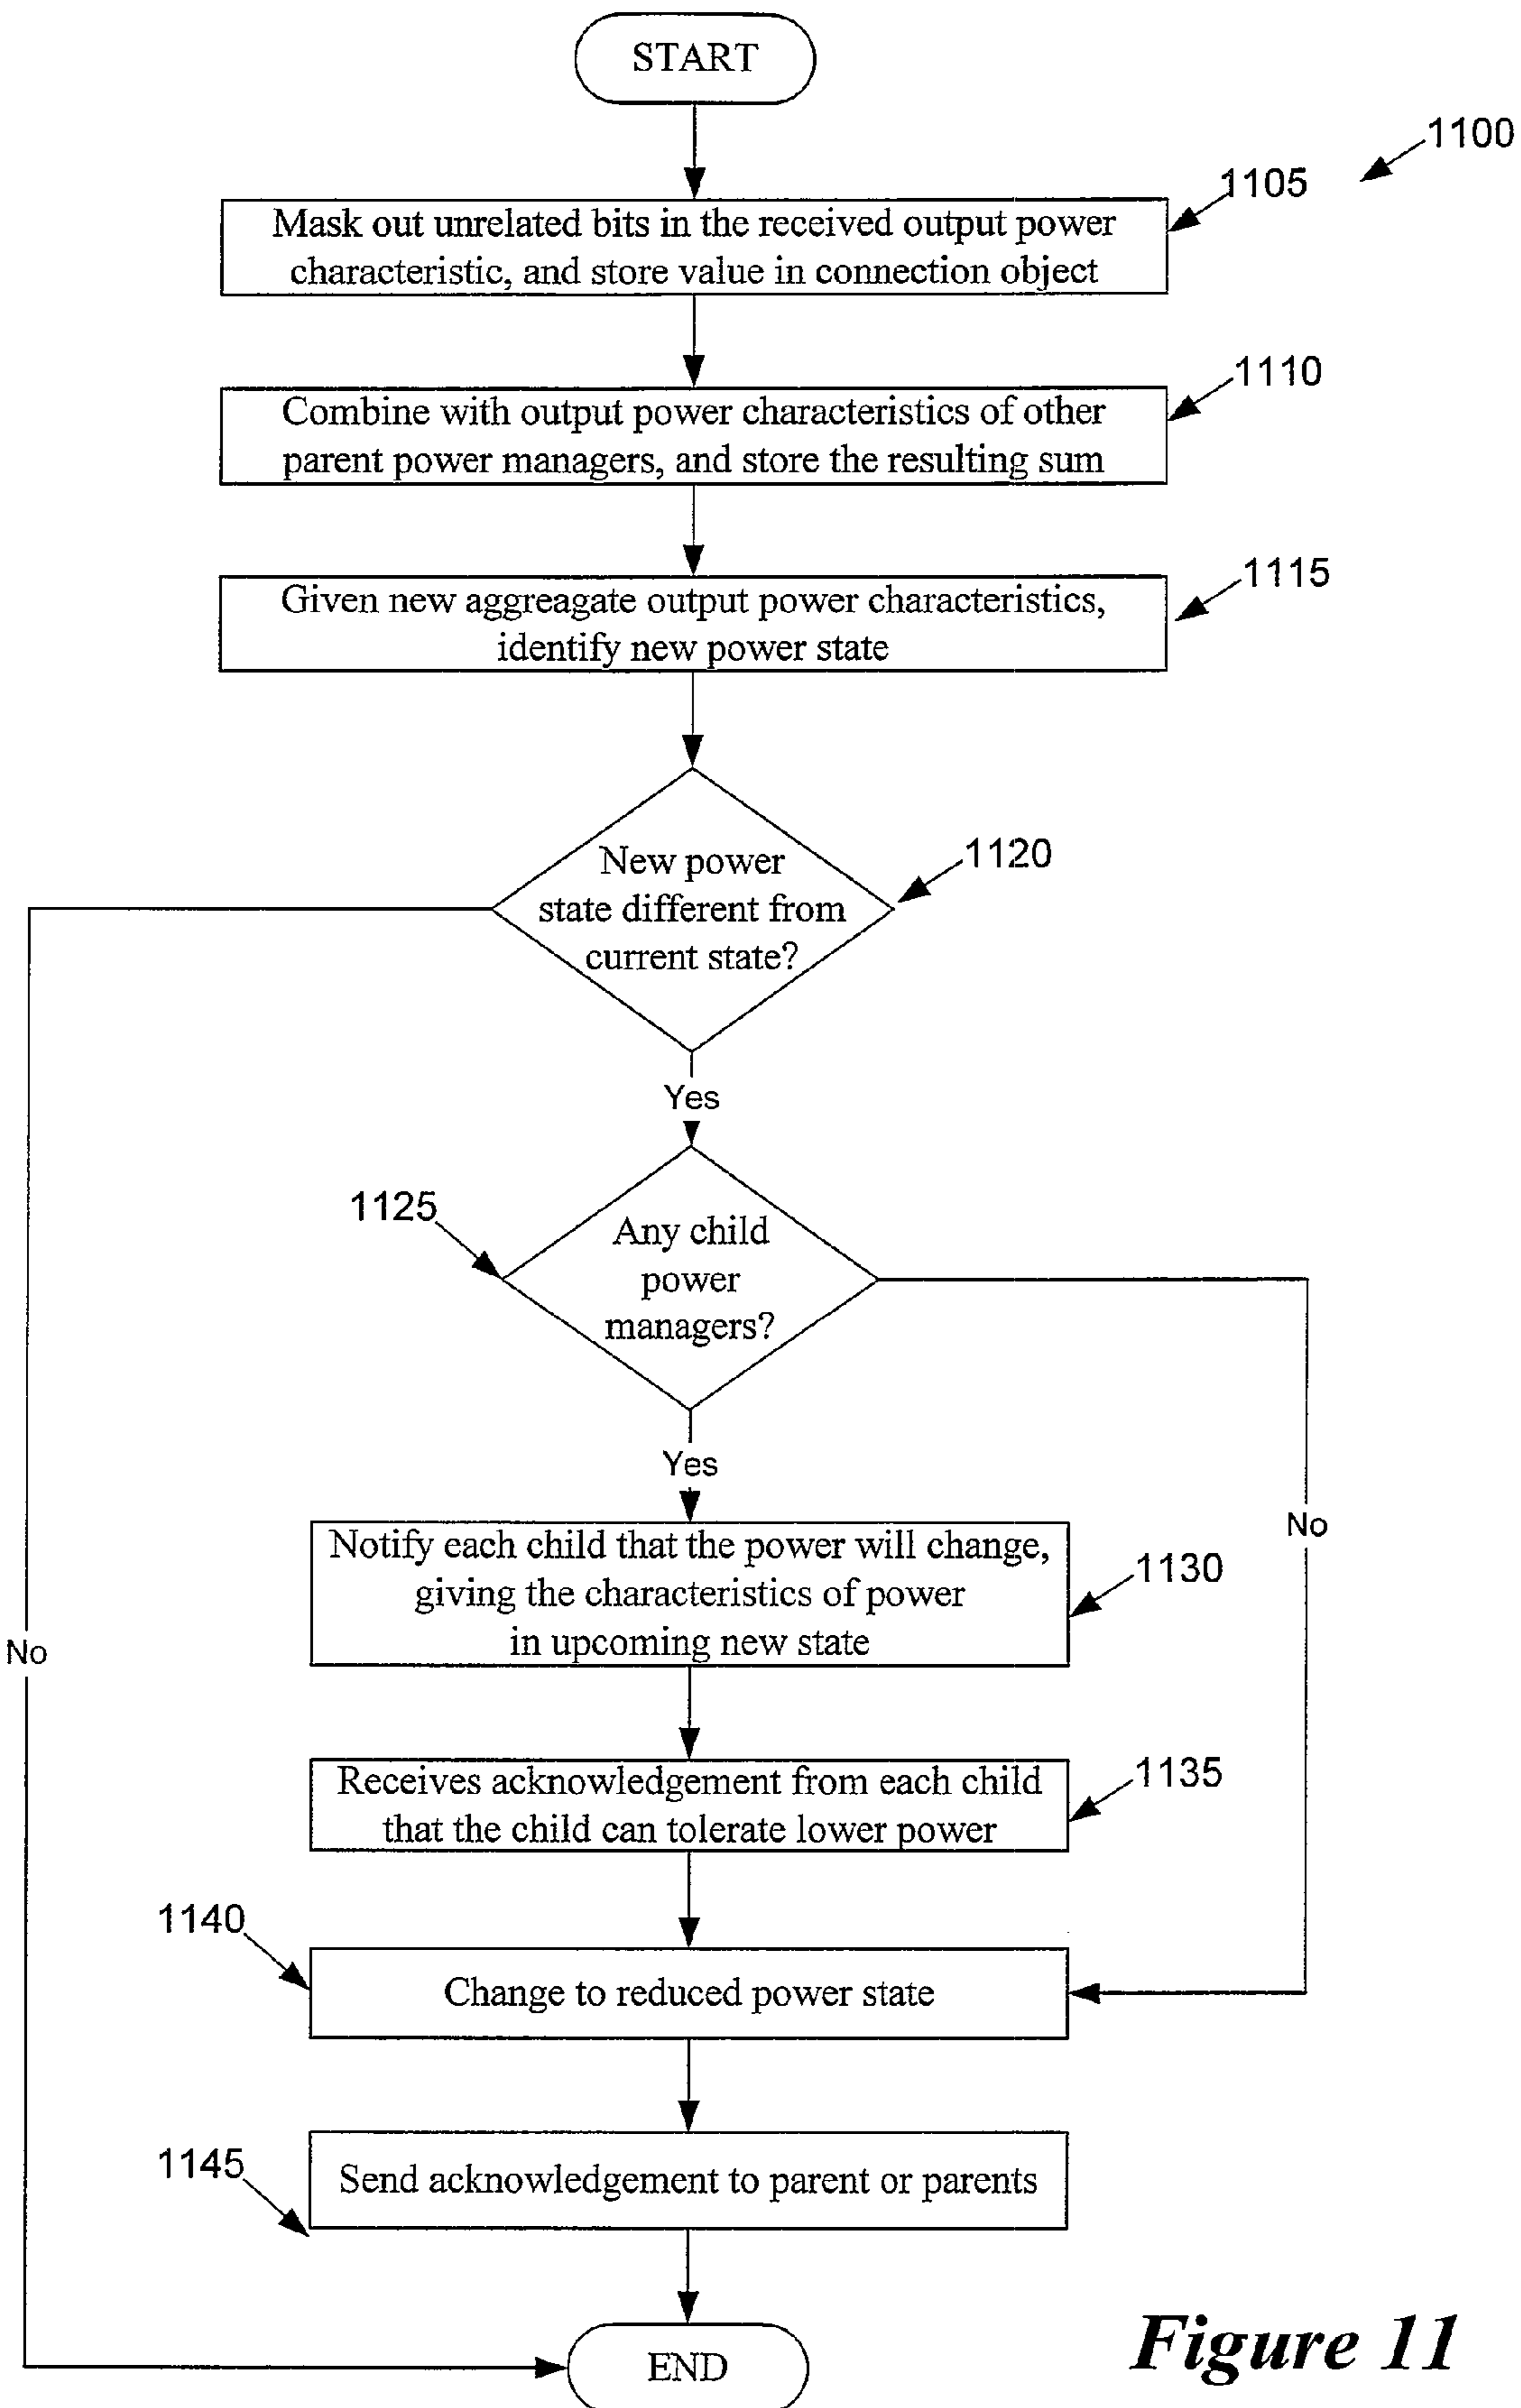 START
1100
1105
Mask out unrelated bits in the received output power
characteristic, and store value in connection object
1110
Combine with output power characteristics of other
parent power managers, and store the resulting sum
1115
Given new aggreagate output power characteristics,
identify new power state
1120
New power
state different from
current state?
Yes
1125
Any child
power
managers?
Yes
No
Notify each child that the power will change,
giving the characteristics of power
in upcoming new state
1130
No
Receives acknowledgement from each child
that the child can tolerate lower power
1135
1140
Change to reduced power state
1145
Send acknowledgement to parent or parents
END
Figure 11